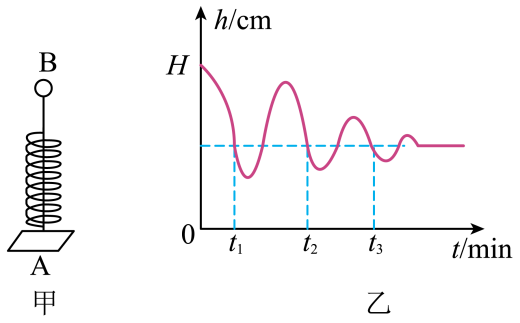 B
A
甲
h/cm
H
0
t₁
t₂
t₃
t/min
乙